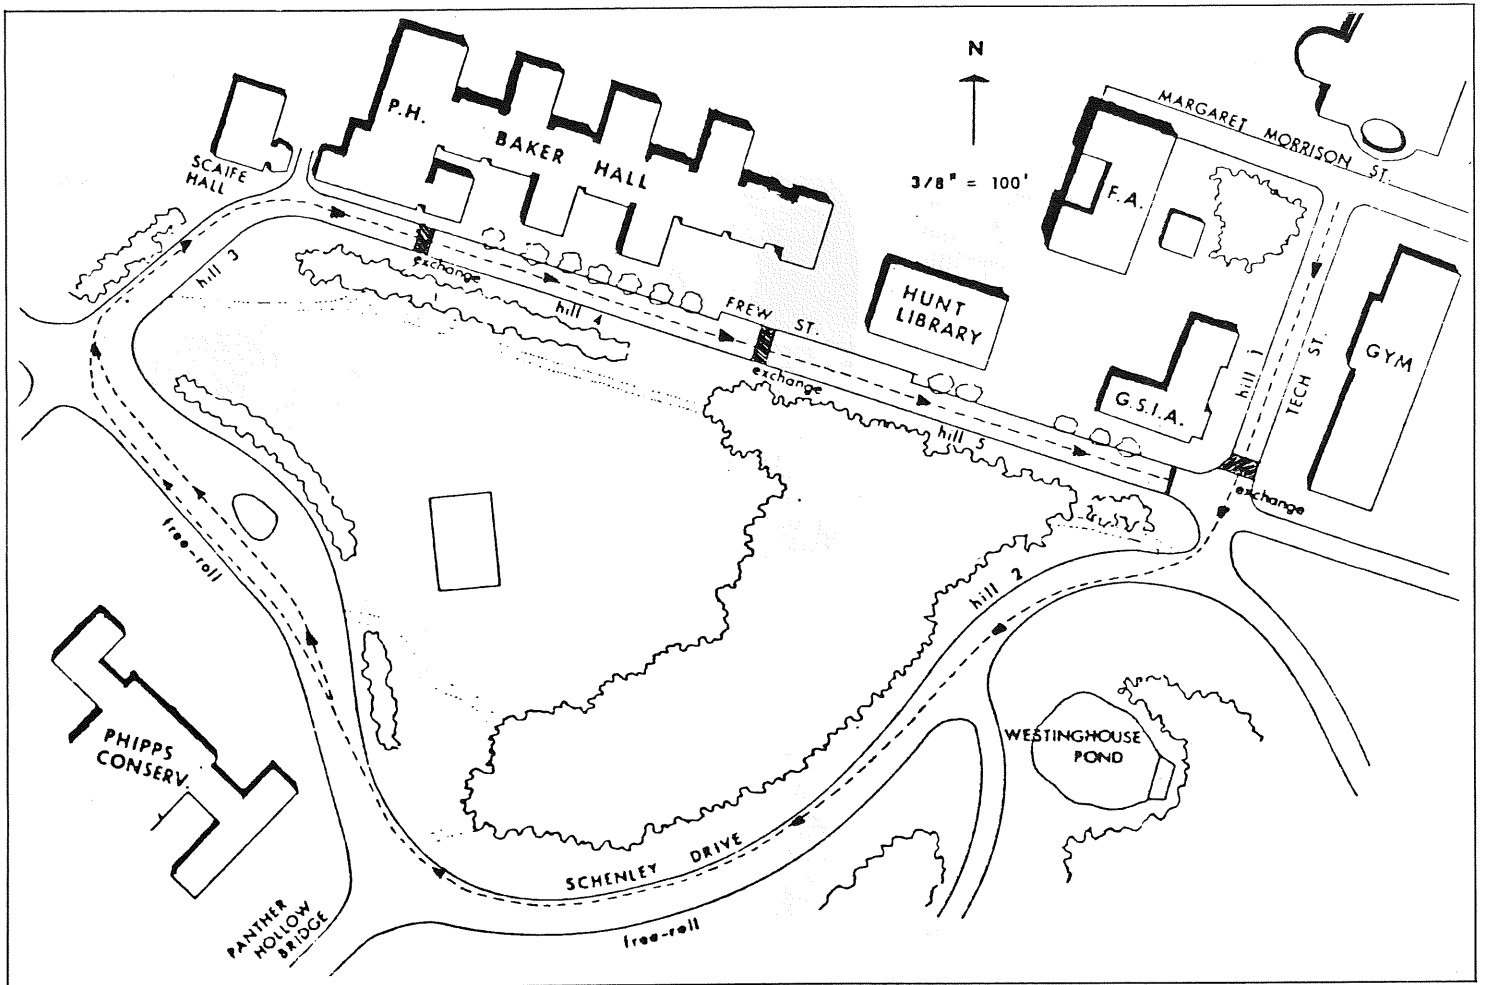 N
3/8" = 100'
MARGARET MORRISON ST.
P.H.
BAKER HALL
SCAIFE
HALL
F.A.
hill 3
exchange
hill 4
FREW ST.
HUNT
LIBRARY
exchange
G.S.I.A.
hill 1
TECH ST.
GYM
hill 5
exchange
free-roll
hill 2
PHIPPS
CONSERV.
WESTINGHOUSE
POND
SCHENLEY DRIVE
free-roll
PANTHER
HOLLOW
BRIDGE